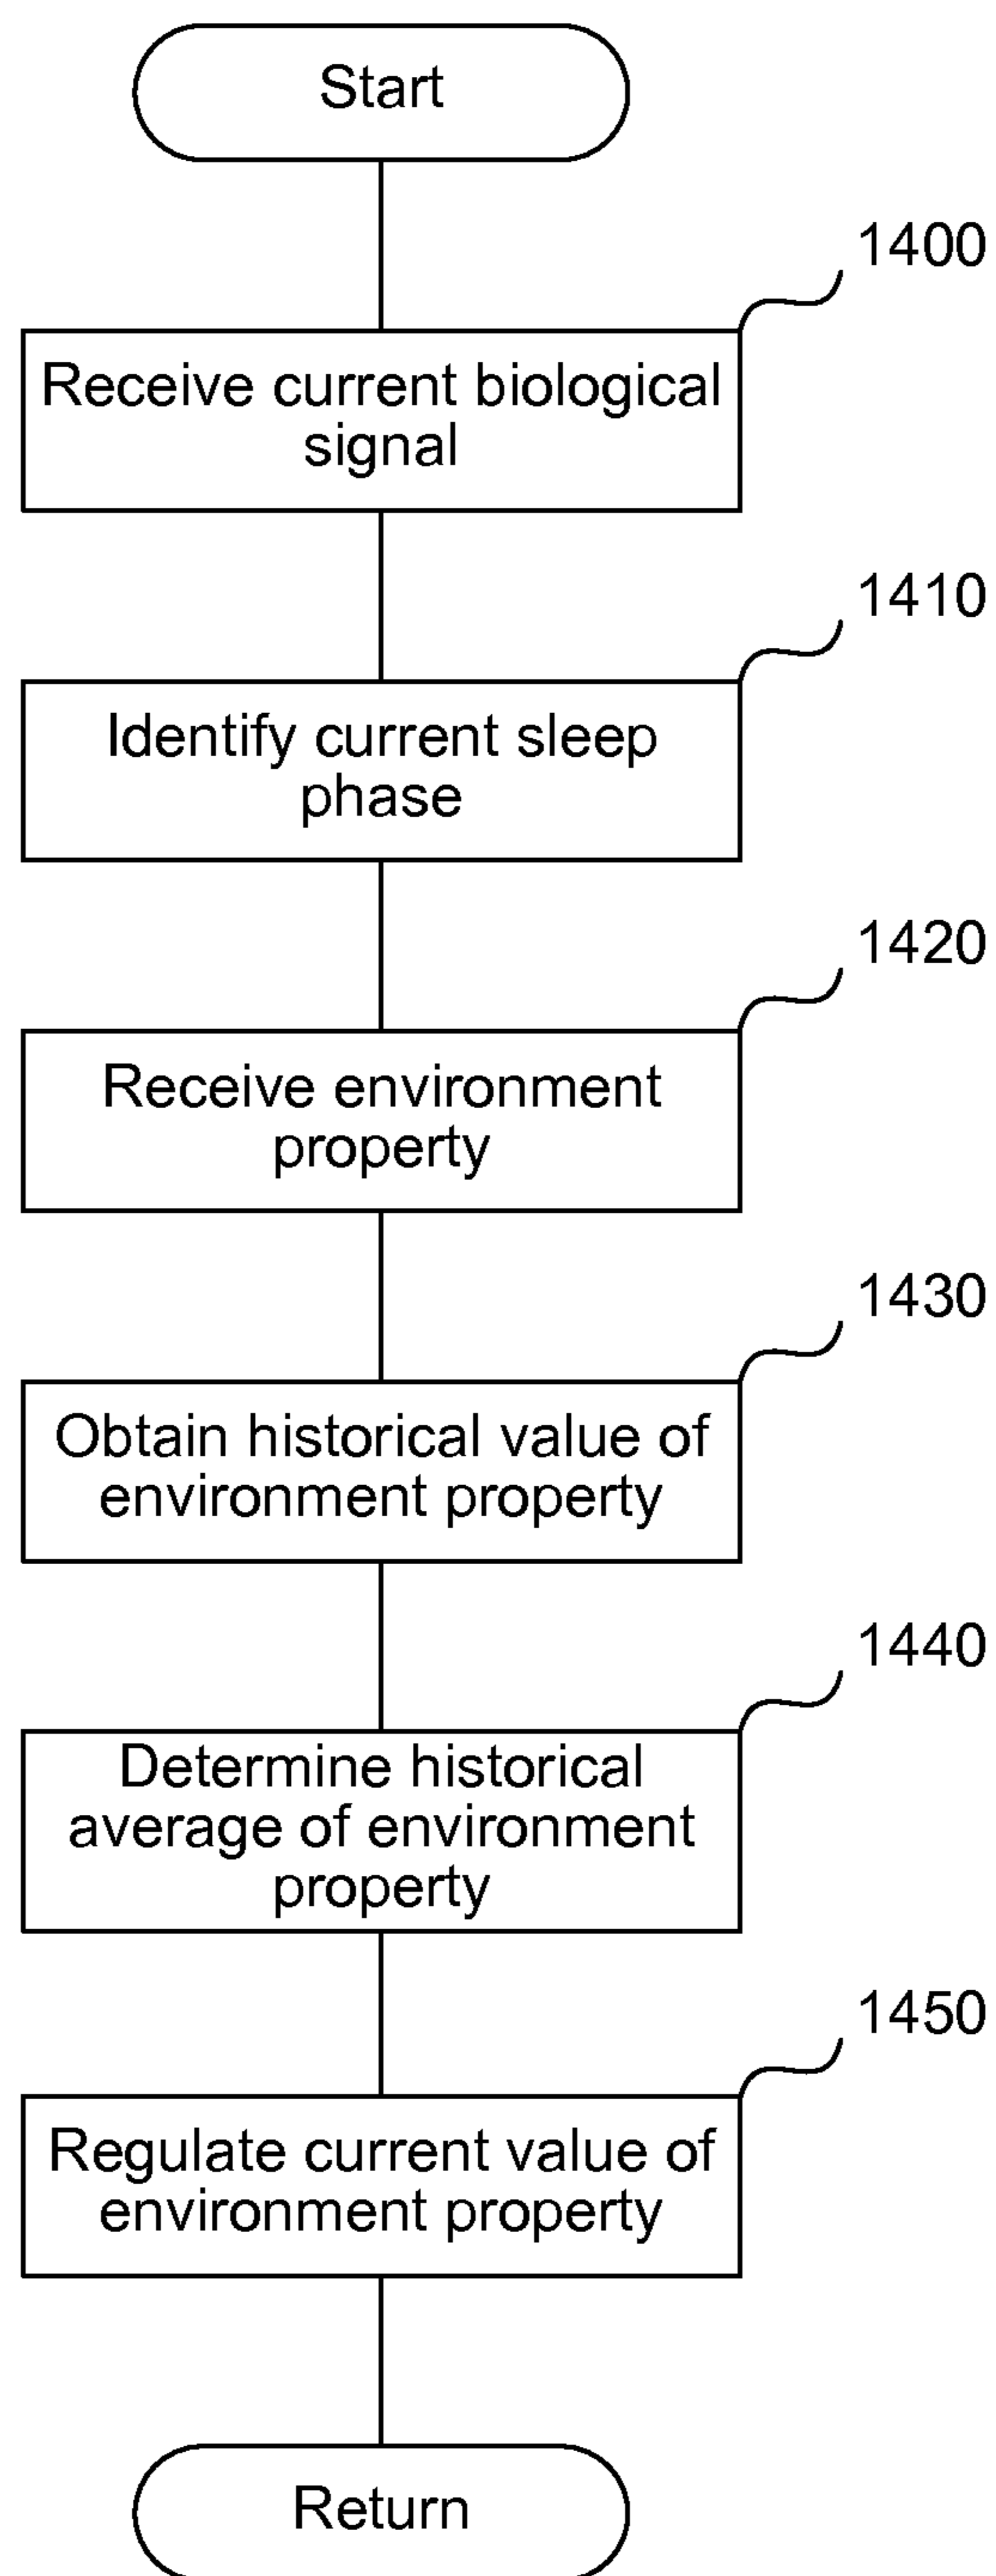 Start
1400
Receive current biological
signal
1410
Identify current sleep
phase
1420
Receive environment
property
1430
Obtain historical value of
environment property
1440
Determine historical
average of environment
property
1450
Regulate current value of
environment property
Return